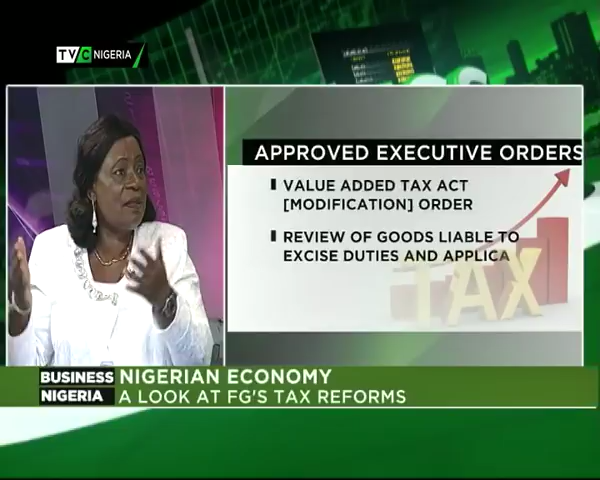 TVC NIGERIA
APPROVED EXECUTIVE ORDERS
VALUE ADDED TAX ACT
[MODIFICATION] ORDER
REVIEW OF GOODS LIABLE TO
EXCISE DUTIES AND APPLICA
TAX
BUSINESS NIGERIA
NIGERIAN ECONOMY
A LOOK AT FG'S TAX REFORMS